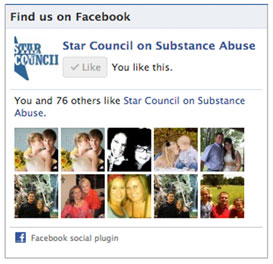 Find us on Facebook
STAR
COUNCIL
Star Council on Substance Abuse
Like
You like this.
You and 76 others like Star Council on Substance
Abuse.
Facebook social plugin